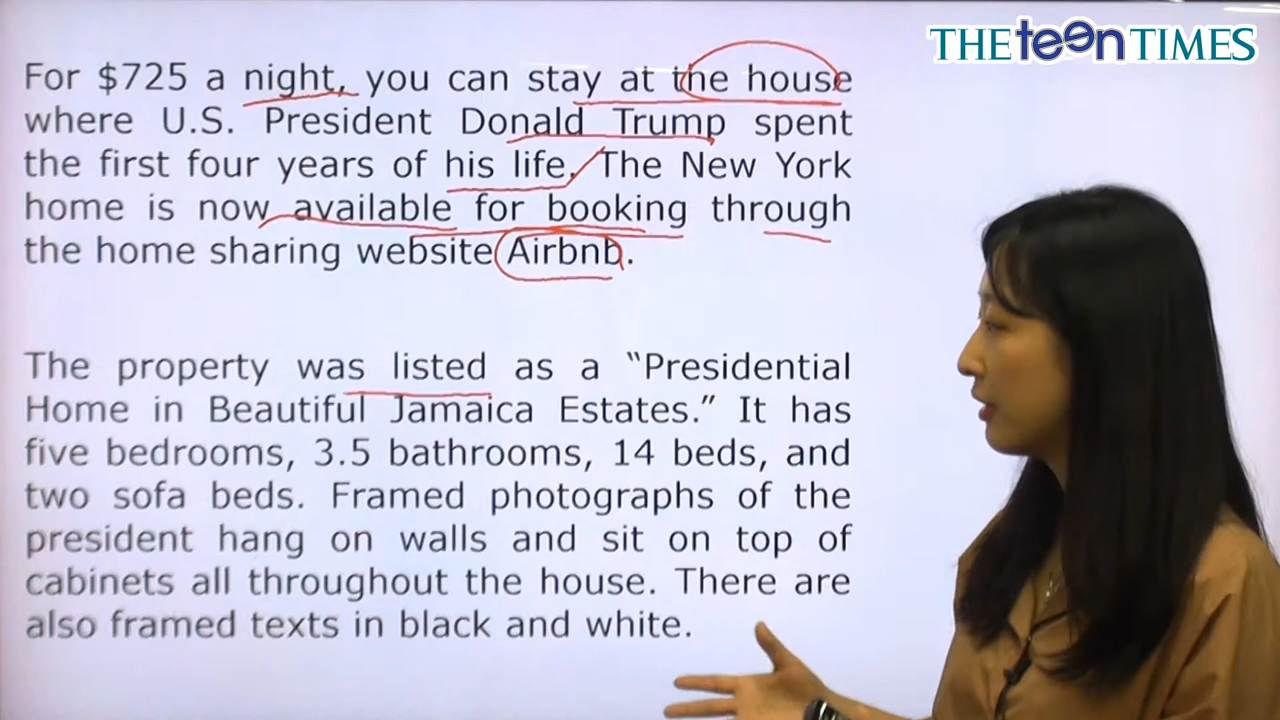 THE teen TIMES
For $725 a night, you can stay at the house
where U.S. President Donald Trump spent
the first four years of his life. The New York
home is now available for booking through
the home sharing website Airbnb.
The property was listed as a “Presidential
Home in Beautiful Jamaica Estates.” It has
five bedrooms, 3.5 bathrooms, 14 beds, and
two sofa beds. Framed photographs of the
president hang on walls and sit on top of
cabinets all throughout the house. There are
also framed texts in black and white.